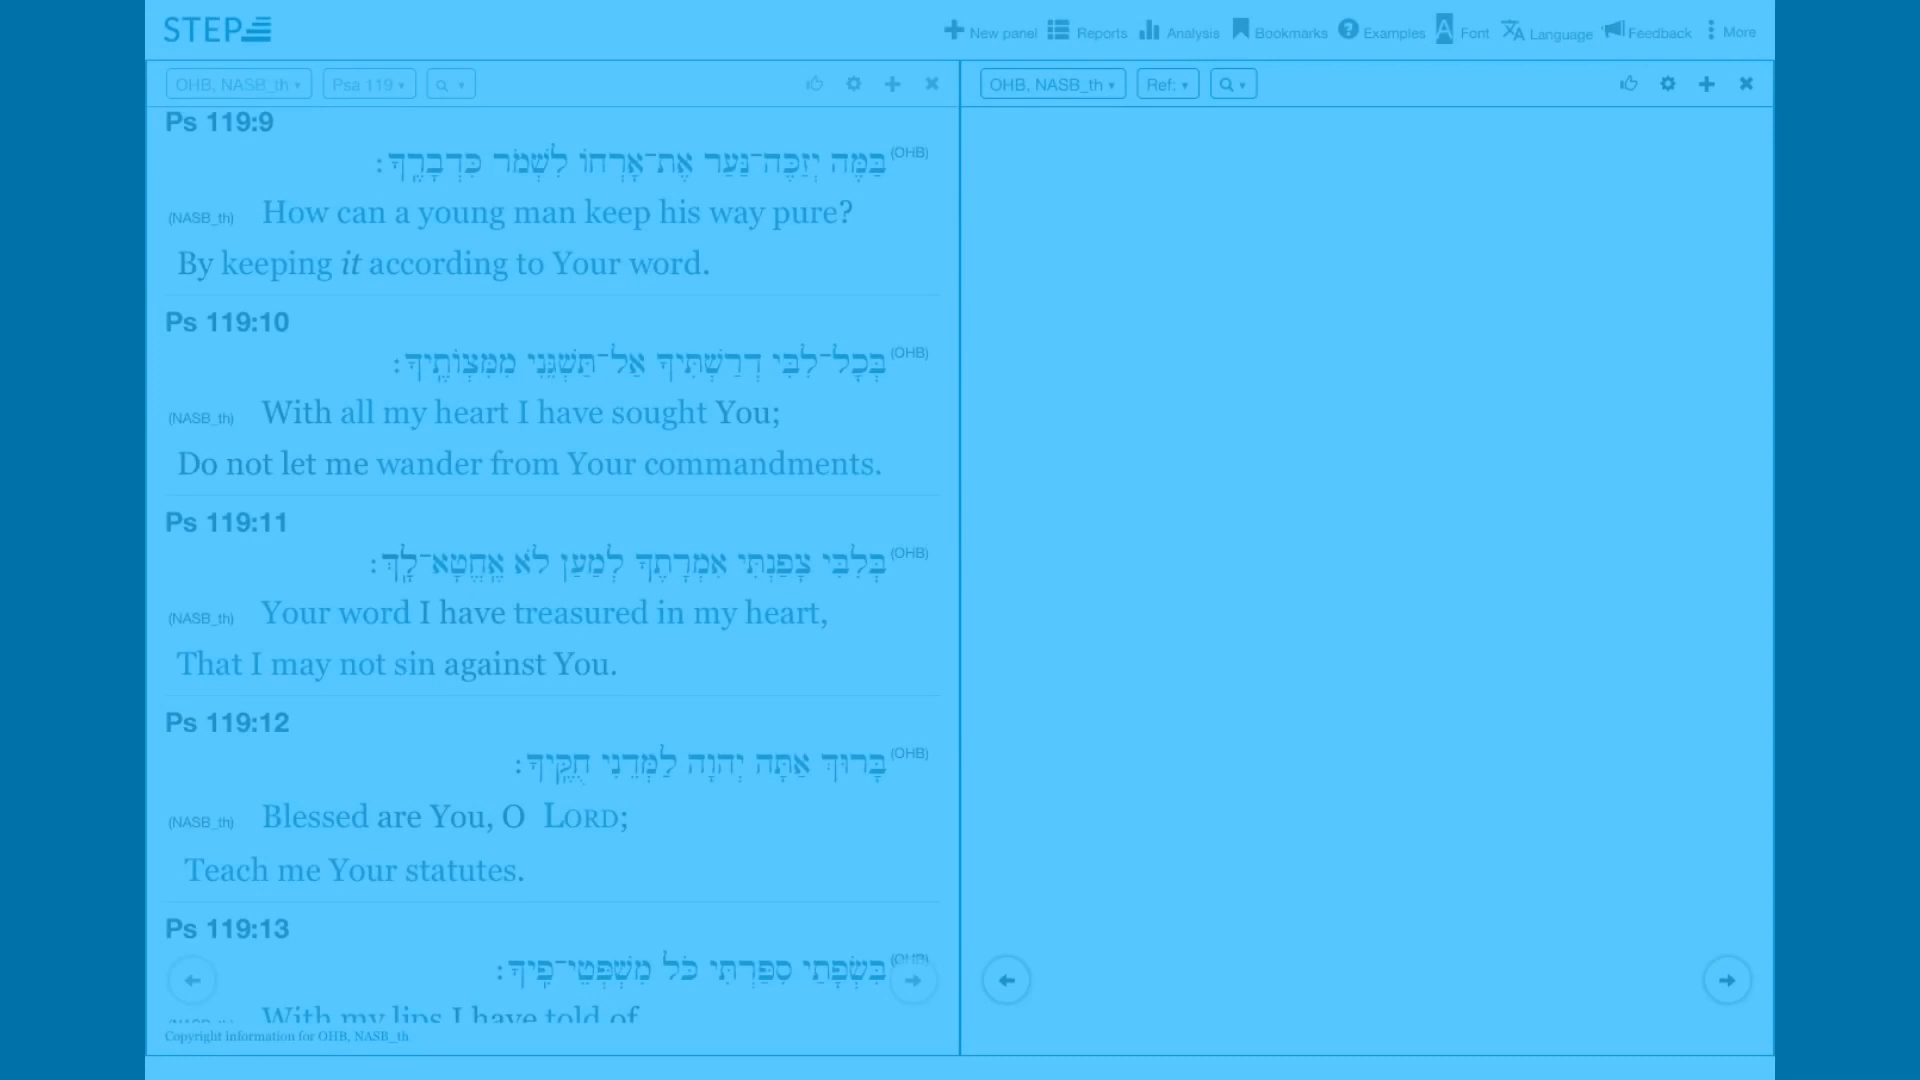 STEP
New panel Reports Analysis Bookmarks Examples Font Language Feedback More
OHB, NASB_th Psa 119
OHB, NASB_th Ref:
Ps 119:9
(OHB) בַּמֶּה יְזַכֶּה־נַּעַר אֶת־אָרְחוֹ לִשְׁמֹר כִּדְבָרֶךָ׃
(NASB_th) How can a young man keep his way pure?
By keeping it according to Your word.
Ps 119:10
(OHB) בְּכָל־לִבִּי דְרַשְׁתִּיךָ אַל־תַּשְׁגֵּנִי מִמִּצְוֹתֶיךָ׃
(NASB_th) With all my heart I have sought You;
Do not let me wander from Your commandments.
Ps 119:11
(OHB) בְּלִבִּי צָפַנְתִּי אִמְרָתֶךָ לְמַעַן לֹא אֶחֱטָא־לָךְ׃
(NASB_th) Your word I have treasured in my heart,
That I may not sin against You.
Ps 119:12
(OHB) בָּרוּךְ אַתָּה יְהוָה לַמְּדֵנִי חֻקֶּיךָ׃
(NASB_th) Blessed are You, O LORD;
Teach me Your statutes.
Ps 119:13
(OHB) בִּשְׂפָתַי סִפַּרְתִּי כֹּל מִשְׁפְּטֵי־פִיךָ׃
(NASB_th) With my lips I have told of
Copyright information for OHB, NASB_th